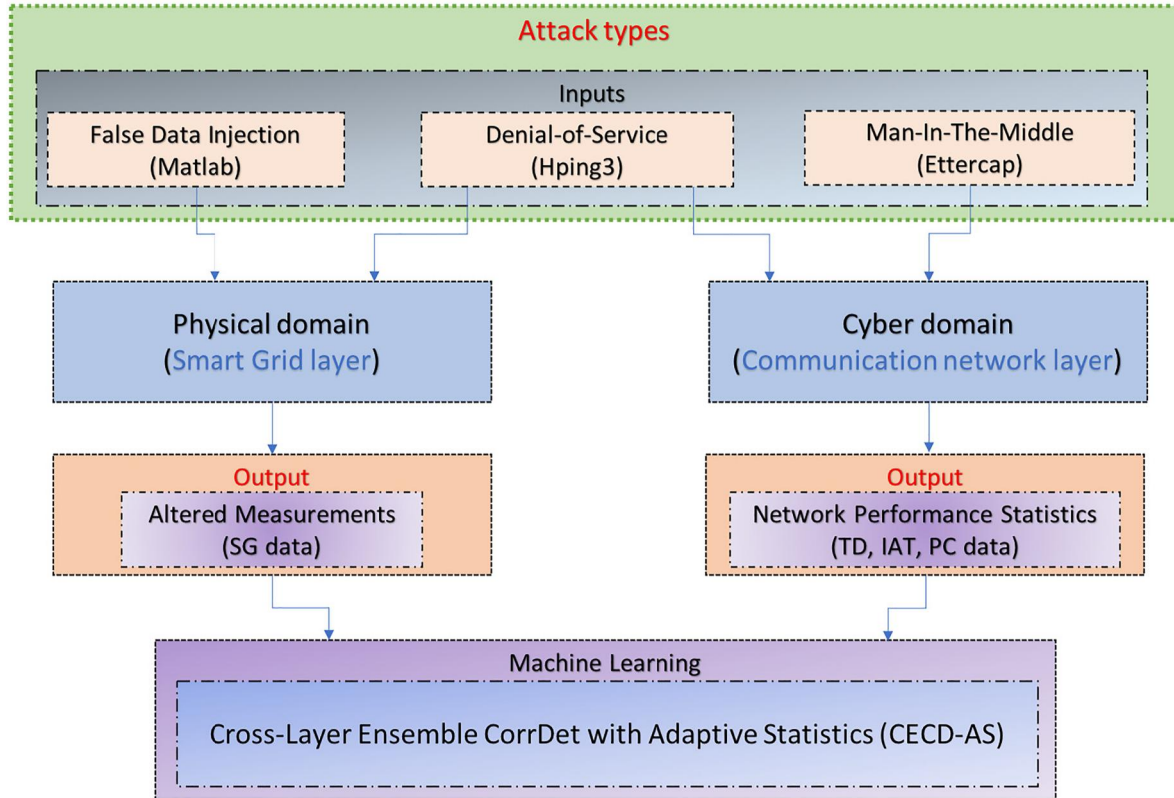 Attack types
Inputs
False Data Injection
(Matlab)
Denial-of-Service
(Hping3)
Man-In-The-Middle
(Ettercap)
Physical domain
(Smart Grid layer)
Cyber domain
(Communication network layer)
Output
Altered Measurements
(SG data)
Output
Network Performance Statistics
(TD, IAT, PC data)
Machine Learning
Cross-Layer Ensemble CorrDet with Adaptive Statistics (CECD-AS)